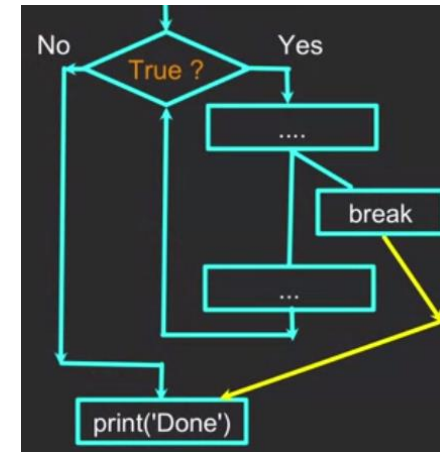 No
Yes
True ?
....
break
...
print('Done')